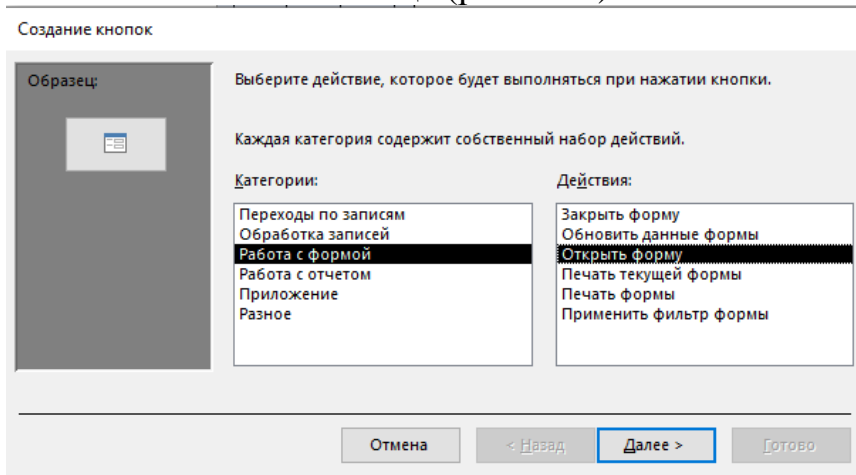 Создание кнопок
Образец:
Выберите действие, которое будет выполняться при нажатии кнопки.
Каждая категория содержит собственный набор действий.
Категории:
Действия:
Переходы по записям
Обработка записей
Работа с формой
Работа с отчетом
Приложение
Разное
Закрыть форму
Обновить данные формы
Открыть форму
Печать текущей формы
Печать формы
Применить фильтр формы
Отмена
< Назад
Далее >
Готово